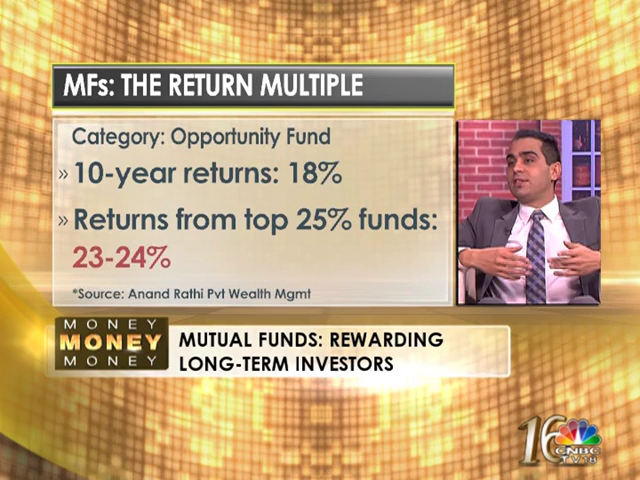 MFs: THE RETURN MULTIPLE
Category: Opportunity Fund
» 10-year returns: 18%
» Returns from top 25% funds:
23-24%
*Source: Anand Rathi Pvt Wealth Mgmt
MONEY
MONEY
MONEY
MUTUAL FUNDS: REWARDING
LONG-TERM INVESTORS
16
CNBC
TV18